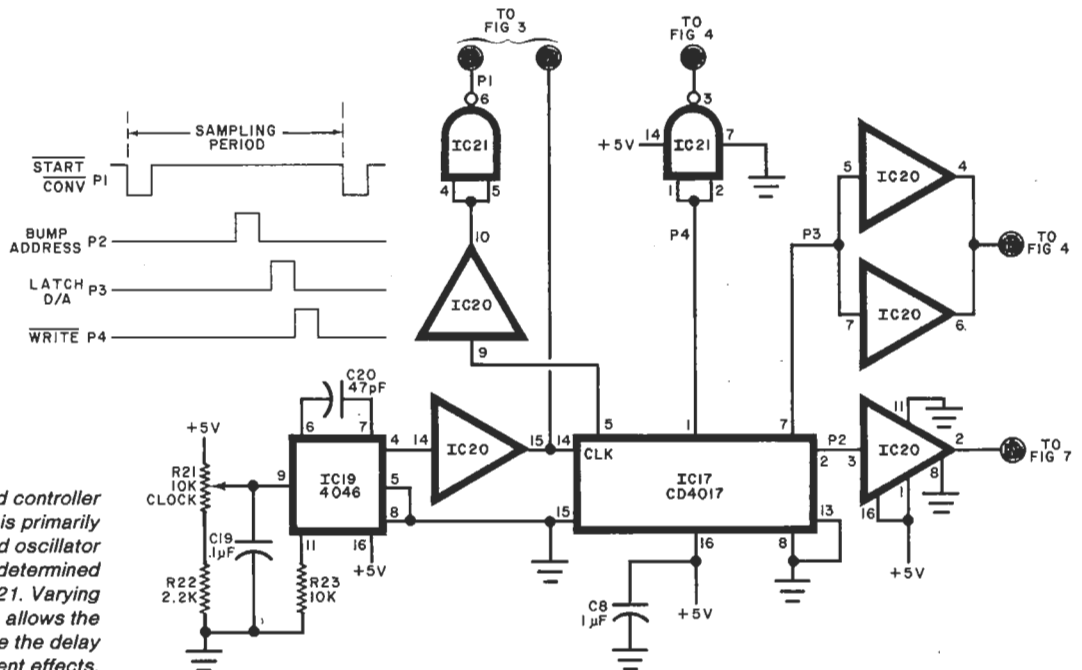 TO
FIG 3
TO
FIG 4
P1
6
IC21
4
5
10
IC20
9
3
14
7
+5V
IC21
1
2
P4
SAMPLING
PERIOD
START
CONV P1
BUMP
ADDRESS P2
LATCH
D/A P3
WRITE P4
5
IC20
4
P3
TO
FIG 4
7
IC20
6
C20
47pF
6
7
+5V
R21
10K
CLOCK
9
IC19
4046
4
5
8
11
16
+5V
14
IC20
15
14
CLK
5
1
7
IC17
CD4017
15
16
8
13
2
P2
3
11
IC20
2
8
1
16
+5V
TO
FIG 7
C19
.1µF
R22
2.2K
R23
10K
C8
1µF
+5V
d controller
is primarily
d oscillator
determined
21. Varying
allows the
e the delay
ent effects.